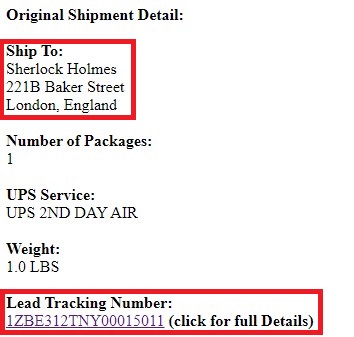 Original Shipment Detail:
Ship To:
Sherlock Holmes
221B Baker Street
London, England
Number of Packages:
1
UPS Service:
UPS 2ND DAY AIR
Weight:
1.0 LBS
Lead Tracking Number:
1ZBE312TNY00015011 (click for full Details)